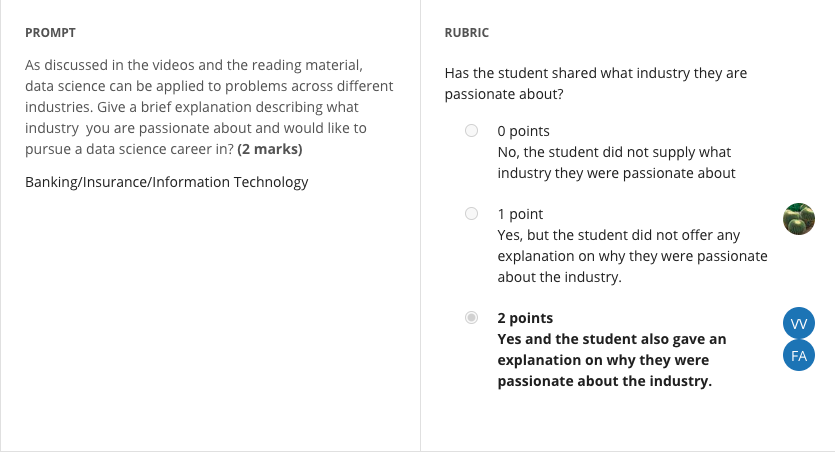 PROMPT
As discussed in the videos and the reading material,
data science can be applied to problems across different
industries. Give a brief explanation describing what
industry  you are passionate about and would like to
pursue a data science career in? (2 marks)
Banking/Insurance/Information Technology
RUBRIC
Has the student shared what industry they are
passionate about?
0 points
No, the student did not supply what
industry they were passionate about
1 point
Yes, but the student did not offer any
explanation on why they were passionate
about the industry.
2 points
Yes and the student also gave an
explanation on why they were
passionate about the industry.
VV
FA